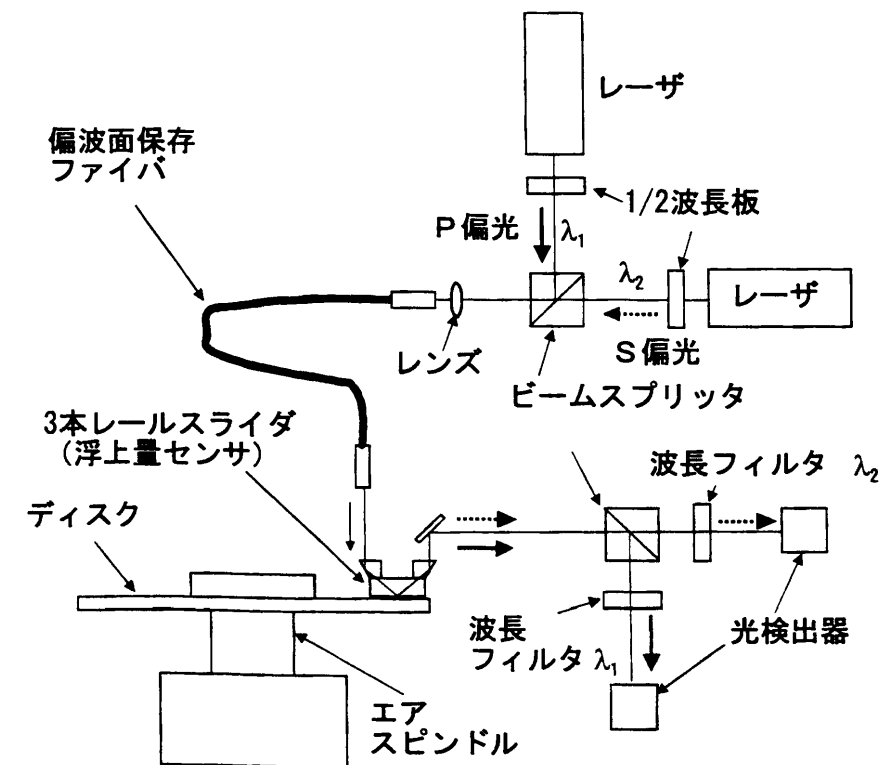 レーザ
偏波面保存
ファイバ
1/2波長板
P偏光
λ1
λ2
レーザ
S偏光
レンズ
ビームスプリッタ
3本レールスライダ
(浮上量センサ)
波長フィルタ λ2
ディスク
波長
フィルタ λ1
光検出器
エア
スピンドル